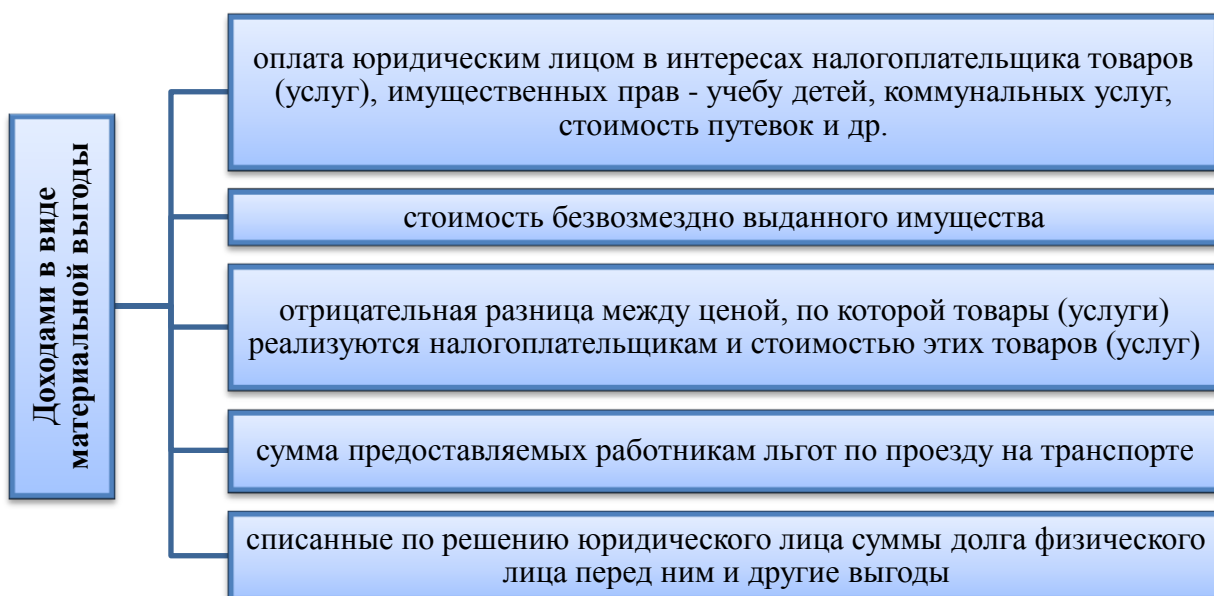 Доходами в виде
материальной выгоды
оплата юридическим лицом в интересах налогоплательщика товаров
(услуг), имущественных прав - учебу детей, коммунальных услуг,
стоимость путевок и др.
стоимость безвозмездно выданного имущества
отрицательная разница между ценой, по которой товары (услуги)
реализуются налогоплательщикам и стоимостью этих товаров (услуг)
сумма предоставляемых работникам льгот по проезду на транспорте
списанные по решению юридического лица суммы долга физического
лица перед ним и другие выгоды